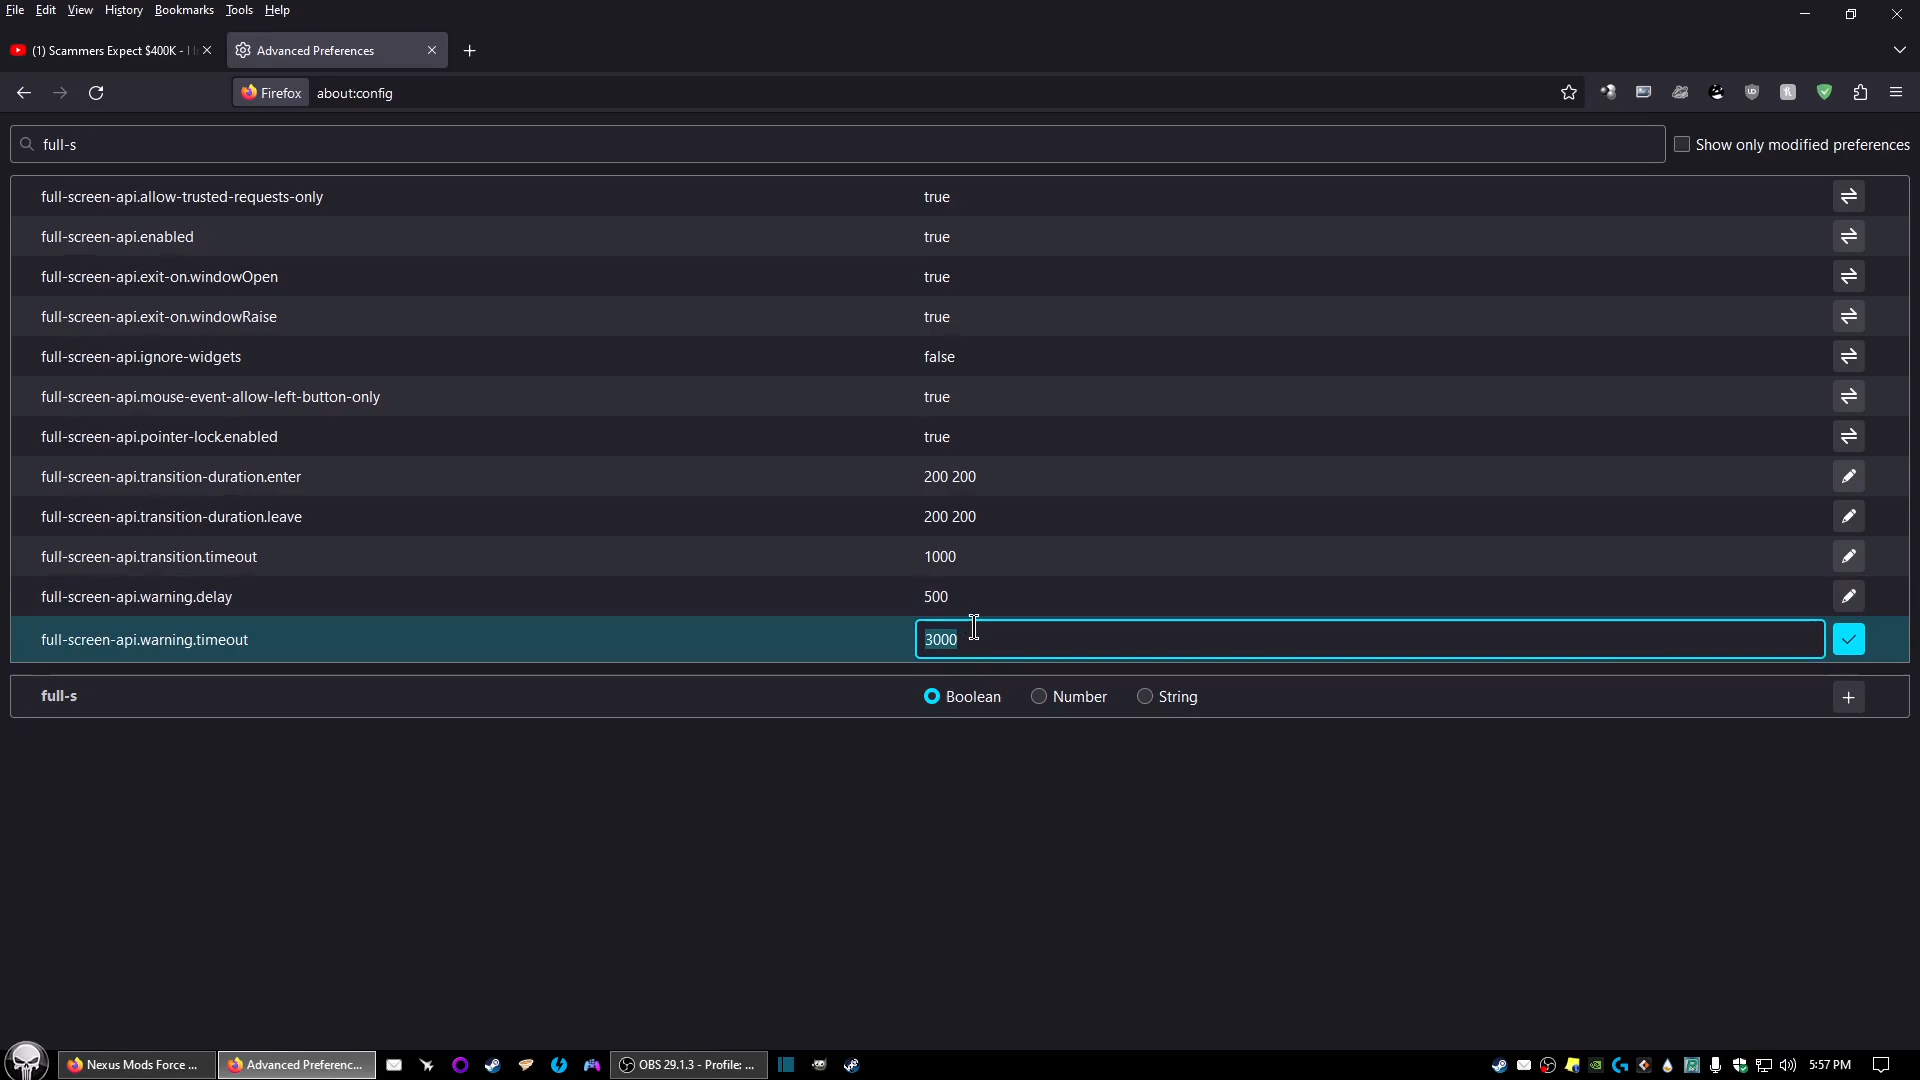 File Edit View History Bookmarks Tools Help
(1) Scammers Expect $400K -
Advanced Preferences
Firefox about:config
full-s
Show only modified preferences
full-screen-api.allow-trusted-requests-only true
full-screen-api.enabled true
full-screen-api.exit-on.windowOpen true
full-screen-api.exit-on.windowRaise true
full-screen-api.ignore-widgets false
full-screen-api.mouse-event-allow-left-button-only true
full-screen-api.pointer-lock.enabled true
full-screen-api.transition-duration.enter 200 200
full-screen-api.transition-duration.leave 200 200
full-screen-api.transition.timeout 1000
full-screen-api.warning.delay 500
full-screen-api.warning.timeout 3000
full-s Boolean Number String
Nexus Mods Force ... Advanced Preferenc... OBS 29.1.3 - Profile: ... 5:57 PM